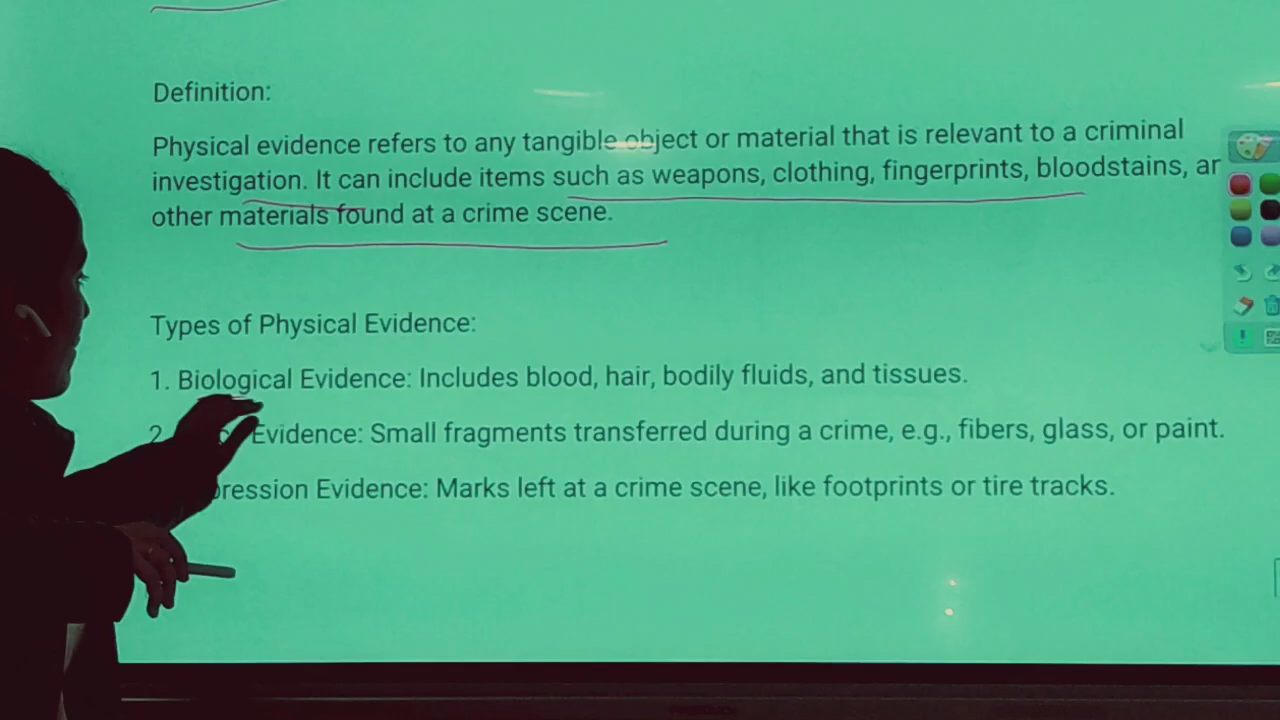 Definition:
Physical evidence refers to any tangible object or material that is relevant to a criminal
investigation. It can include items such as weapons, clothing, fingerprints, bloodstains, ar
other materials found at a crime scene.
Types of Physical Evidence:
1. Biological Evidence: Includes blood, hair, bodily fluids, and tissues.
2. Evidence: Small fragments transferred during a crime, e.g., fibers, glass, or paint.
pression Evidence: Marks left at a crime scene, like footprints or tire tracks.